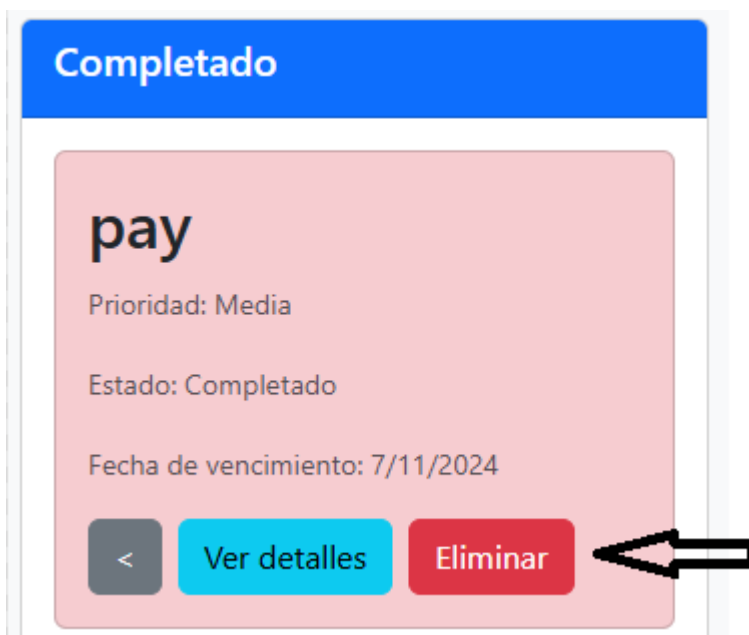 Completado
pay
Prioridad: Media
Estado: Completado
Fecha de vencimiento: 7/11/2024
< Ver detalles Eliminar